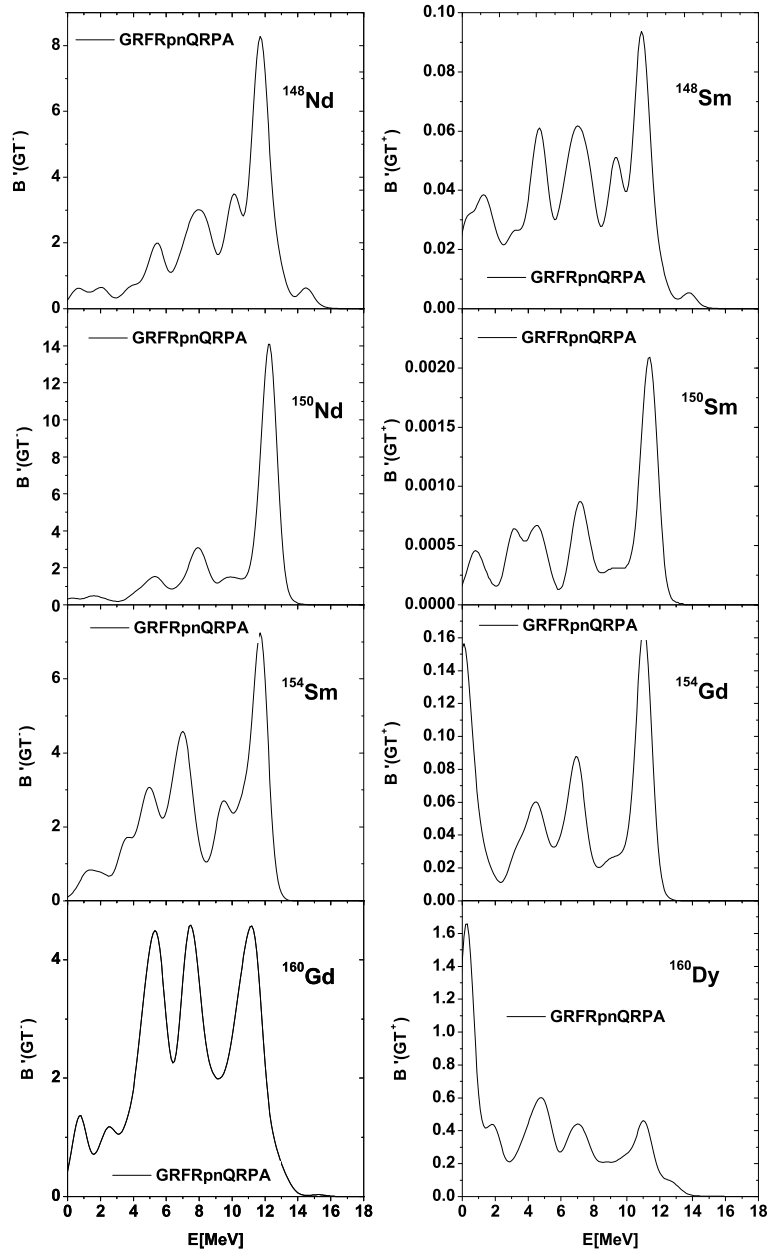 GRFRpnQRPA
148Nd
B '(GT-)
8
6
4
2
0
0.10
0.08
0.06
0.04
0.02
0.00
148Sm
B '(GT+)
GRFRpnQRPA
GRFRpnQRPA
150Nd
B '(GT-)
14
12
10
8
6
4
2
0
GRFRpnQRPA
150Sm
B '(GT+)
0.0020
0.0015
0.0010
0.0005
0.0000
GRFRpnQRPA
154Sm
B '(GT-)
6
4
2
0
GRFRpnQRPA
154Gd
B '(GT+)
0.16
0.14
0.12
0.10
0.08
0.06
0.04
0.02
0.00
160Gd
B '(GT-)
4
2
0
GRFRpnQRPA
0 2 4 6 8 10 12 14 16 18
E[MeV]
160Dy
B '(GT+)
1.6
1.4
1.2
1.0
0.8
0.6
0.4
0.2
0.0
GRFRpnQRPA
0 2 4 6 8 10 12 14 16 18
E[MeV]